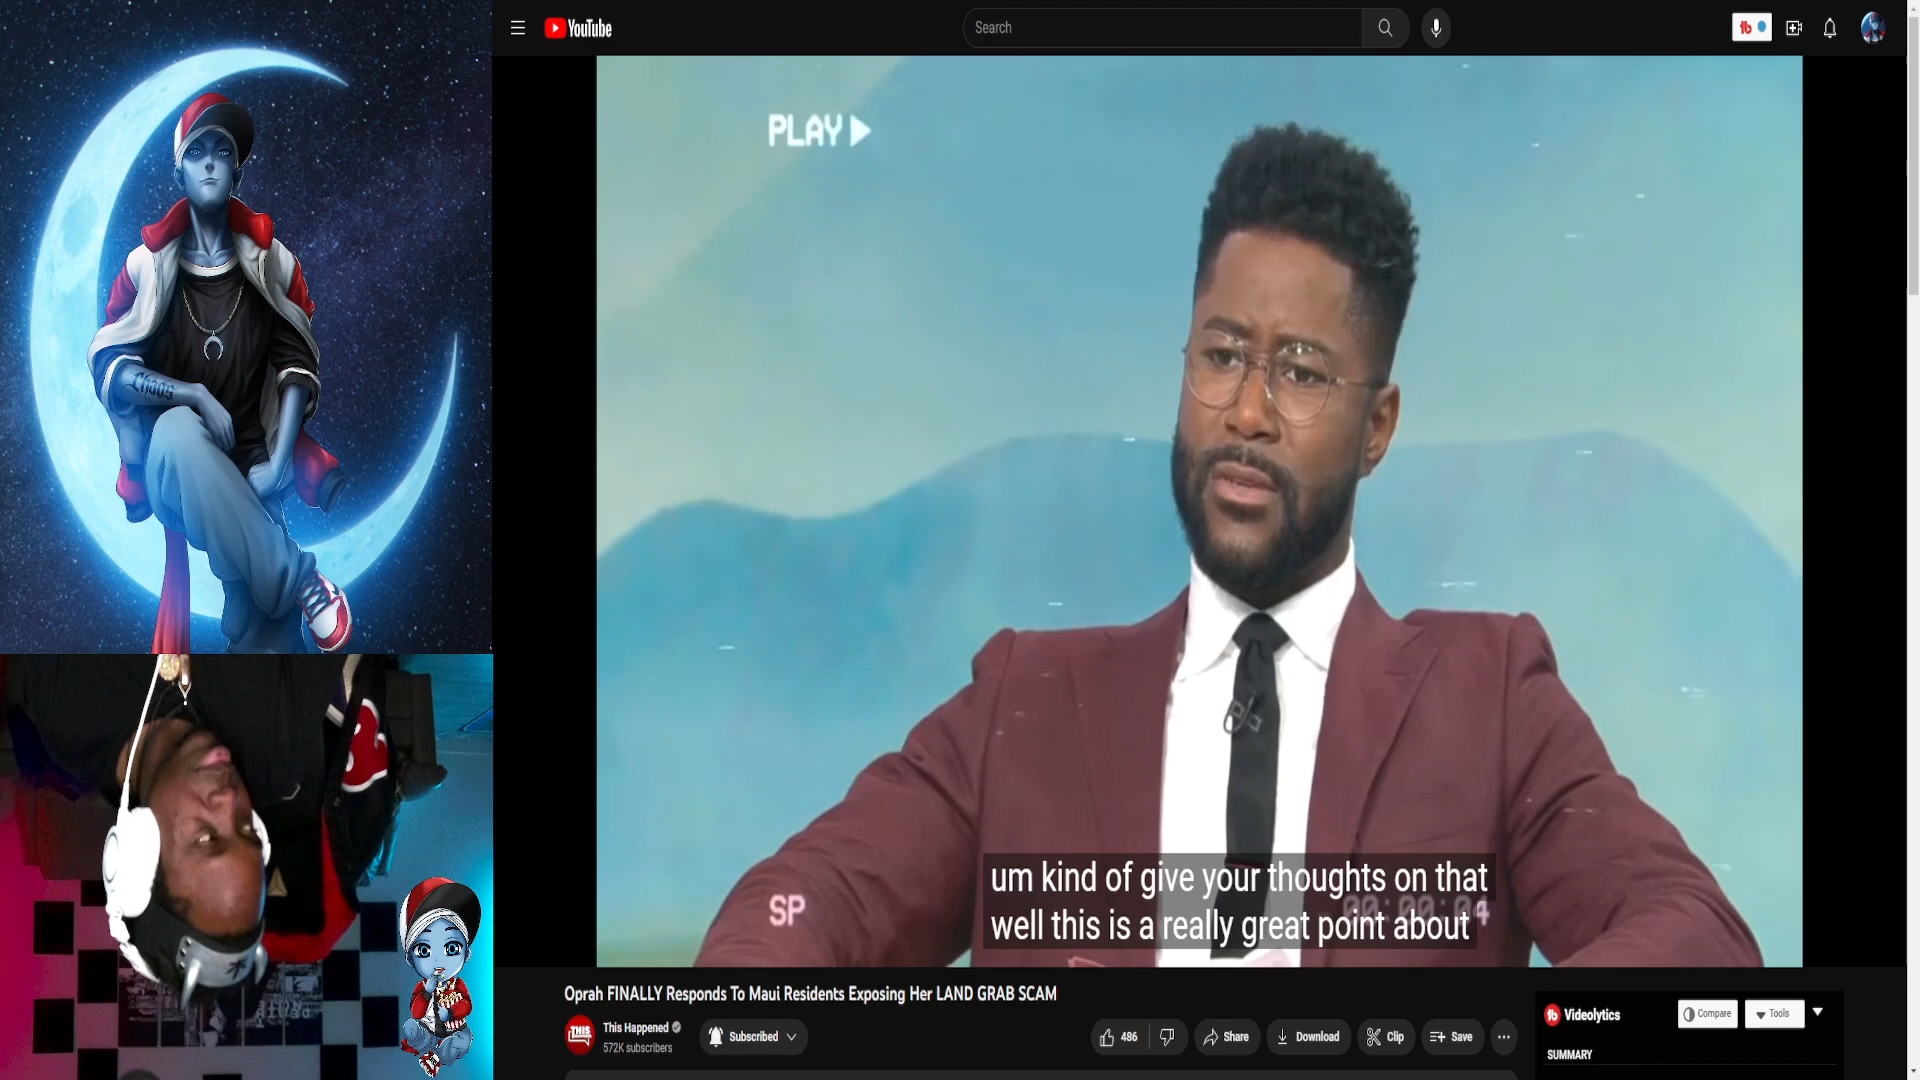 YouTube
Search
PLAY
Chaos
um kind of give your thoughts on that
well this is a really great point about
SP
Oprah FINALLY Responds To Maui Residents Exposing Her LAND GRAB SCAM
THIS
This Happened
572K subscribers
Subscribed
486
Share
Download
Clip
Save
Videolytics
Compare
Tools
SUMMARY